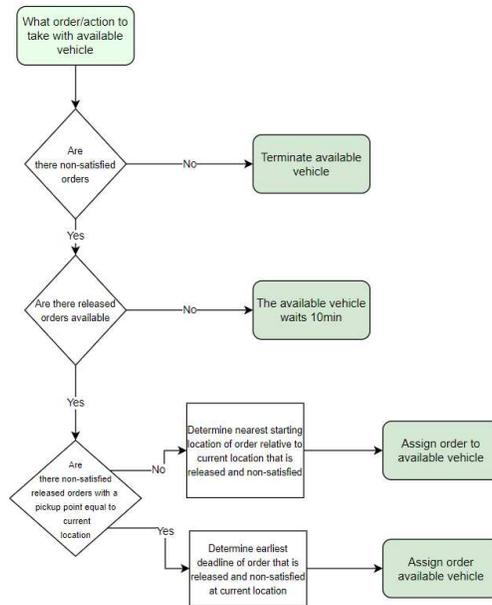 What order/action to
take with available
vehicle
Are
there non-satisfied
orders
No
Terminate available
vehicle
Yes
Are there released
orders available
No
The available vehicle
waits 10min
Yes
Are
there non-satisfied
released orders with a
pickup point equal to
current
location
No
Determine nearest starting
location of order relative to
current location that is
released and non-satisfied
Assign order to
available vehicle
Yes
Determine earliest
deadline of order that is
released and non-satisfied
at current location
Assign order
available vehicle